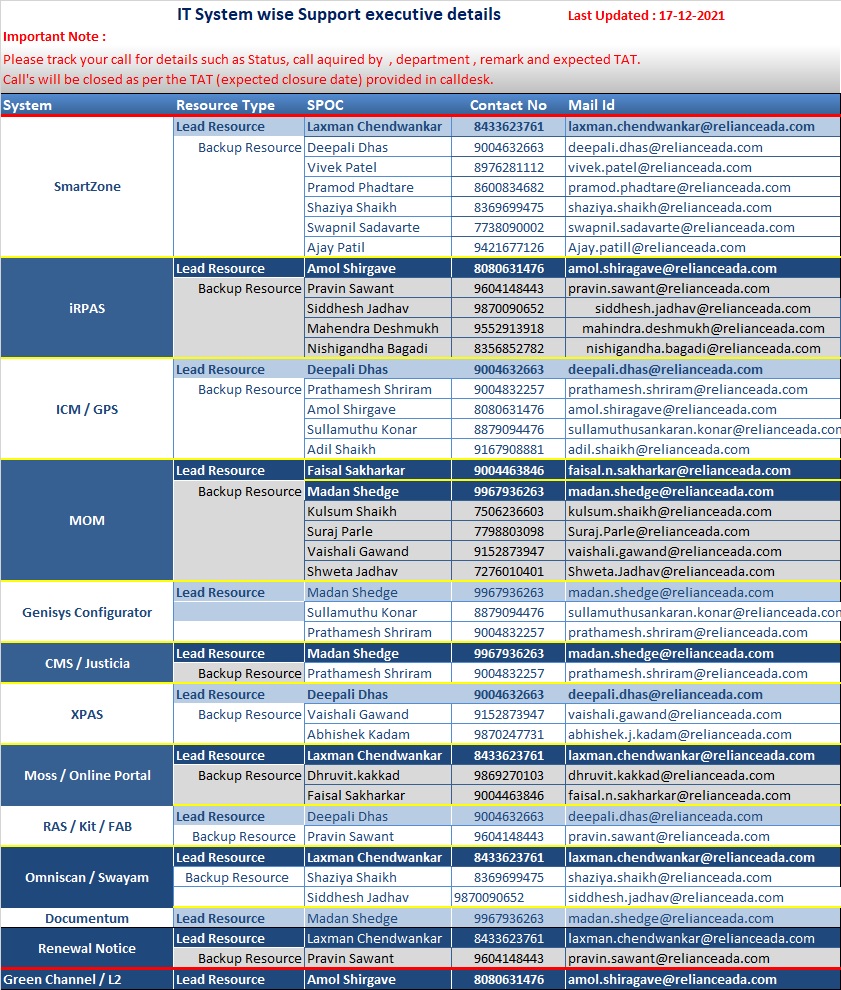 IT System wise Support executive details Last Updated : 17-12-2021
Important Note :
Please track your call for details such as Status, call aquired by , department , remark and expected TAT.
Call's will be closed as per the TAT (expected closure date) provided in calldesk.
System Resource Type SPOC Contact No Mail Id
Lead Resource Laxman Chendwankar 8433623761 laxman.chendwankar@relianceada.com
Backup Resource Deepali Dhas 9004632663 deepali.dhas@relianceada.com
Vivek Patel 8976281112 vivek.patel@relianceada.com
SmartZone Pramod Phadtare 8600834682 pramod.phadtare@relianceada.com
Shaziya Shaikh 8369699475 shaziya.shaikh@relianceada.com
Swapnil Sadavarte 7738090002 swapnil.sadavarte@relianceada.com
Ajay Patil 9421677126 Ajay.patill@relianceada.com
Lead Resource Amol Shirgave 8080631476 amol.shiragave@relianceada.com
Backup Resource Pravin Sawant 9604148443 pravin.sawant@relianceada.com
iRPAS Siddhesh Jadhav 9870090652 siddhesh.jadhav@relianceada.com
Mahendra Deshmukh 9552913918 mahindra.deshmukh@relianceada.com
Nishigandha Bagadi 8356852782 nishigandha.bagadi@relianceada.com
Lead Resource Deepali Dhas 9004632663 deepali.dhas@relianceada.com
Backup Resource Prathamesh Shriram 9004832257 prathamesh.shriram@relianceada.com
ICM / GPS Amol Shirgave 8080631476 amol.shiragave@relianceada.com
Sullamuthu Konar 8879094476 sullamuthusankaran.konar@relianceada.con
Adil Shaikh 9167908881 adil.shaikh@relianceada.com
Lead Resource Faisal Sakharkar 9004463846 faisal.n.sakharkar@relianceada.com
Backup Resource Madan Shedge 9967936263 madan.shedge@relianceada.com
Kulsum Shaikh 7506236603 kulsum.shaikh@relianceada.com
MOM Suraj Parle 7798803098 Suraj.Parle@relianceada.com
Vaishali Gawand 9152873947 vaishali.gawand@relianceada.com
Shweta Jadhav 7276010401 Shweta.Jadhav@relianceada.com
Lead Resource Madan Shedge 9967936263 madan.shedge@relianceada.com
Genisys Configurator Sullamuthu Konar 8879094476 sullamuthusankaran.konar@relianceada.con
Prathamesh Shriram 9004832257 prathamesh.shriram@relianceada.com
CMS / Justicia Lead Resource Madan Shedge 9967936263 madan.shedge@relianceada.com
Backup Resource Prathamesh Shriram 9004832257 prathamesh.shriram@relianceada.com
Lead Resource Deepali Dhas 9004632663 deepali.dhas@relianceada.com
XPAS Backup Resource Vaishali Gawand 9152873947 vaishali.gawand@relianceada.com
Abhishek Kadam 9870247731 abhishek.j.kadam@relianceada.com
Lead Resource Laxman Chendwankar 8433623761 laxman.chendwankar@relianceada.com
Moss / Online Portal Backup Resource Dhruvit.kakkad 9869270103 dhruvit.kakkad@relianceada.com
Faisal Sakharkar 9004463846 faisal.n.sakharkar@relianceada.com
RAS / Kit / FAB Lead Resource Deepali Dhas 9004632663 deepali.dhas@relianceada.com
Backup Resource Pravin Sawant 9604148443 pravin.sawant@relianceada.com
Lead Resource Laxman Chendwankar 8433623761 laxman.chendwankar@relianceada.com
Omniscan / Swayam Backup Resource Shaziya Shaikh 8369699475 shaziya.shaikh@relianceada.com
Siddhesh Jadhav 9870090652 siddhesh.jadhav@relianceada.com
Documentum Lead Resource Madan Shedge 9967936263 madan.shedge@relianceada.com
Renewal Notice Lead Resource Laxman Chendwankar 8433623761 laxman.chendwankar@relianceada.com
Backup Resource Pravin Sawant 9604148443 pravin.sawant@relianceada.com
Green Channel / L2 Lead Resource Amol Shirgave 8080631476 amol.shiragave@relianceada.com